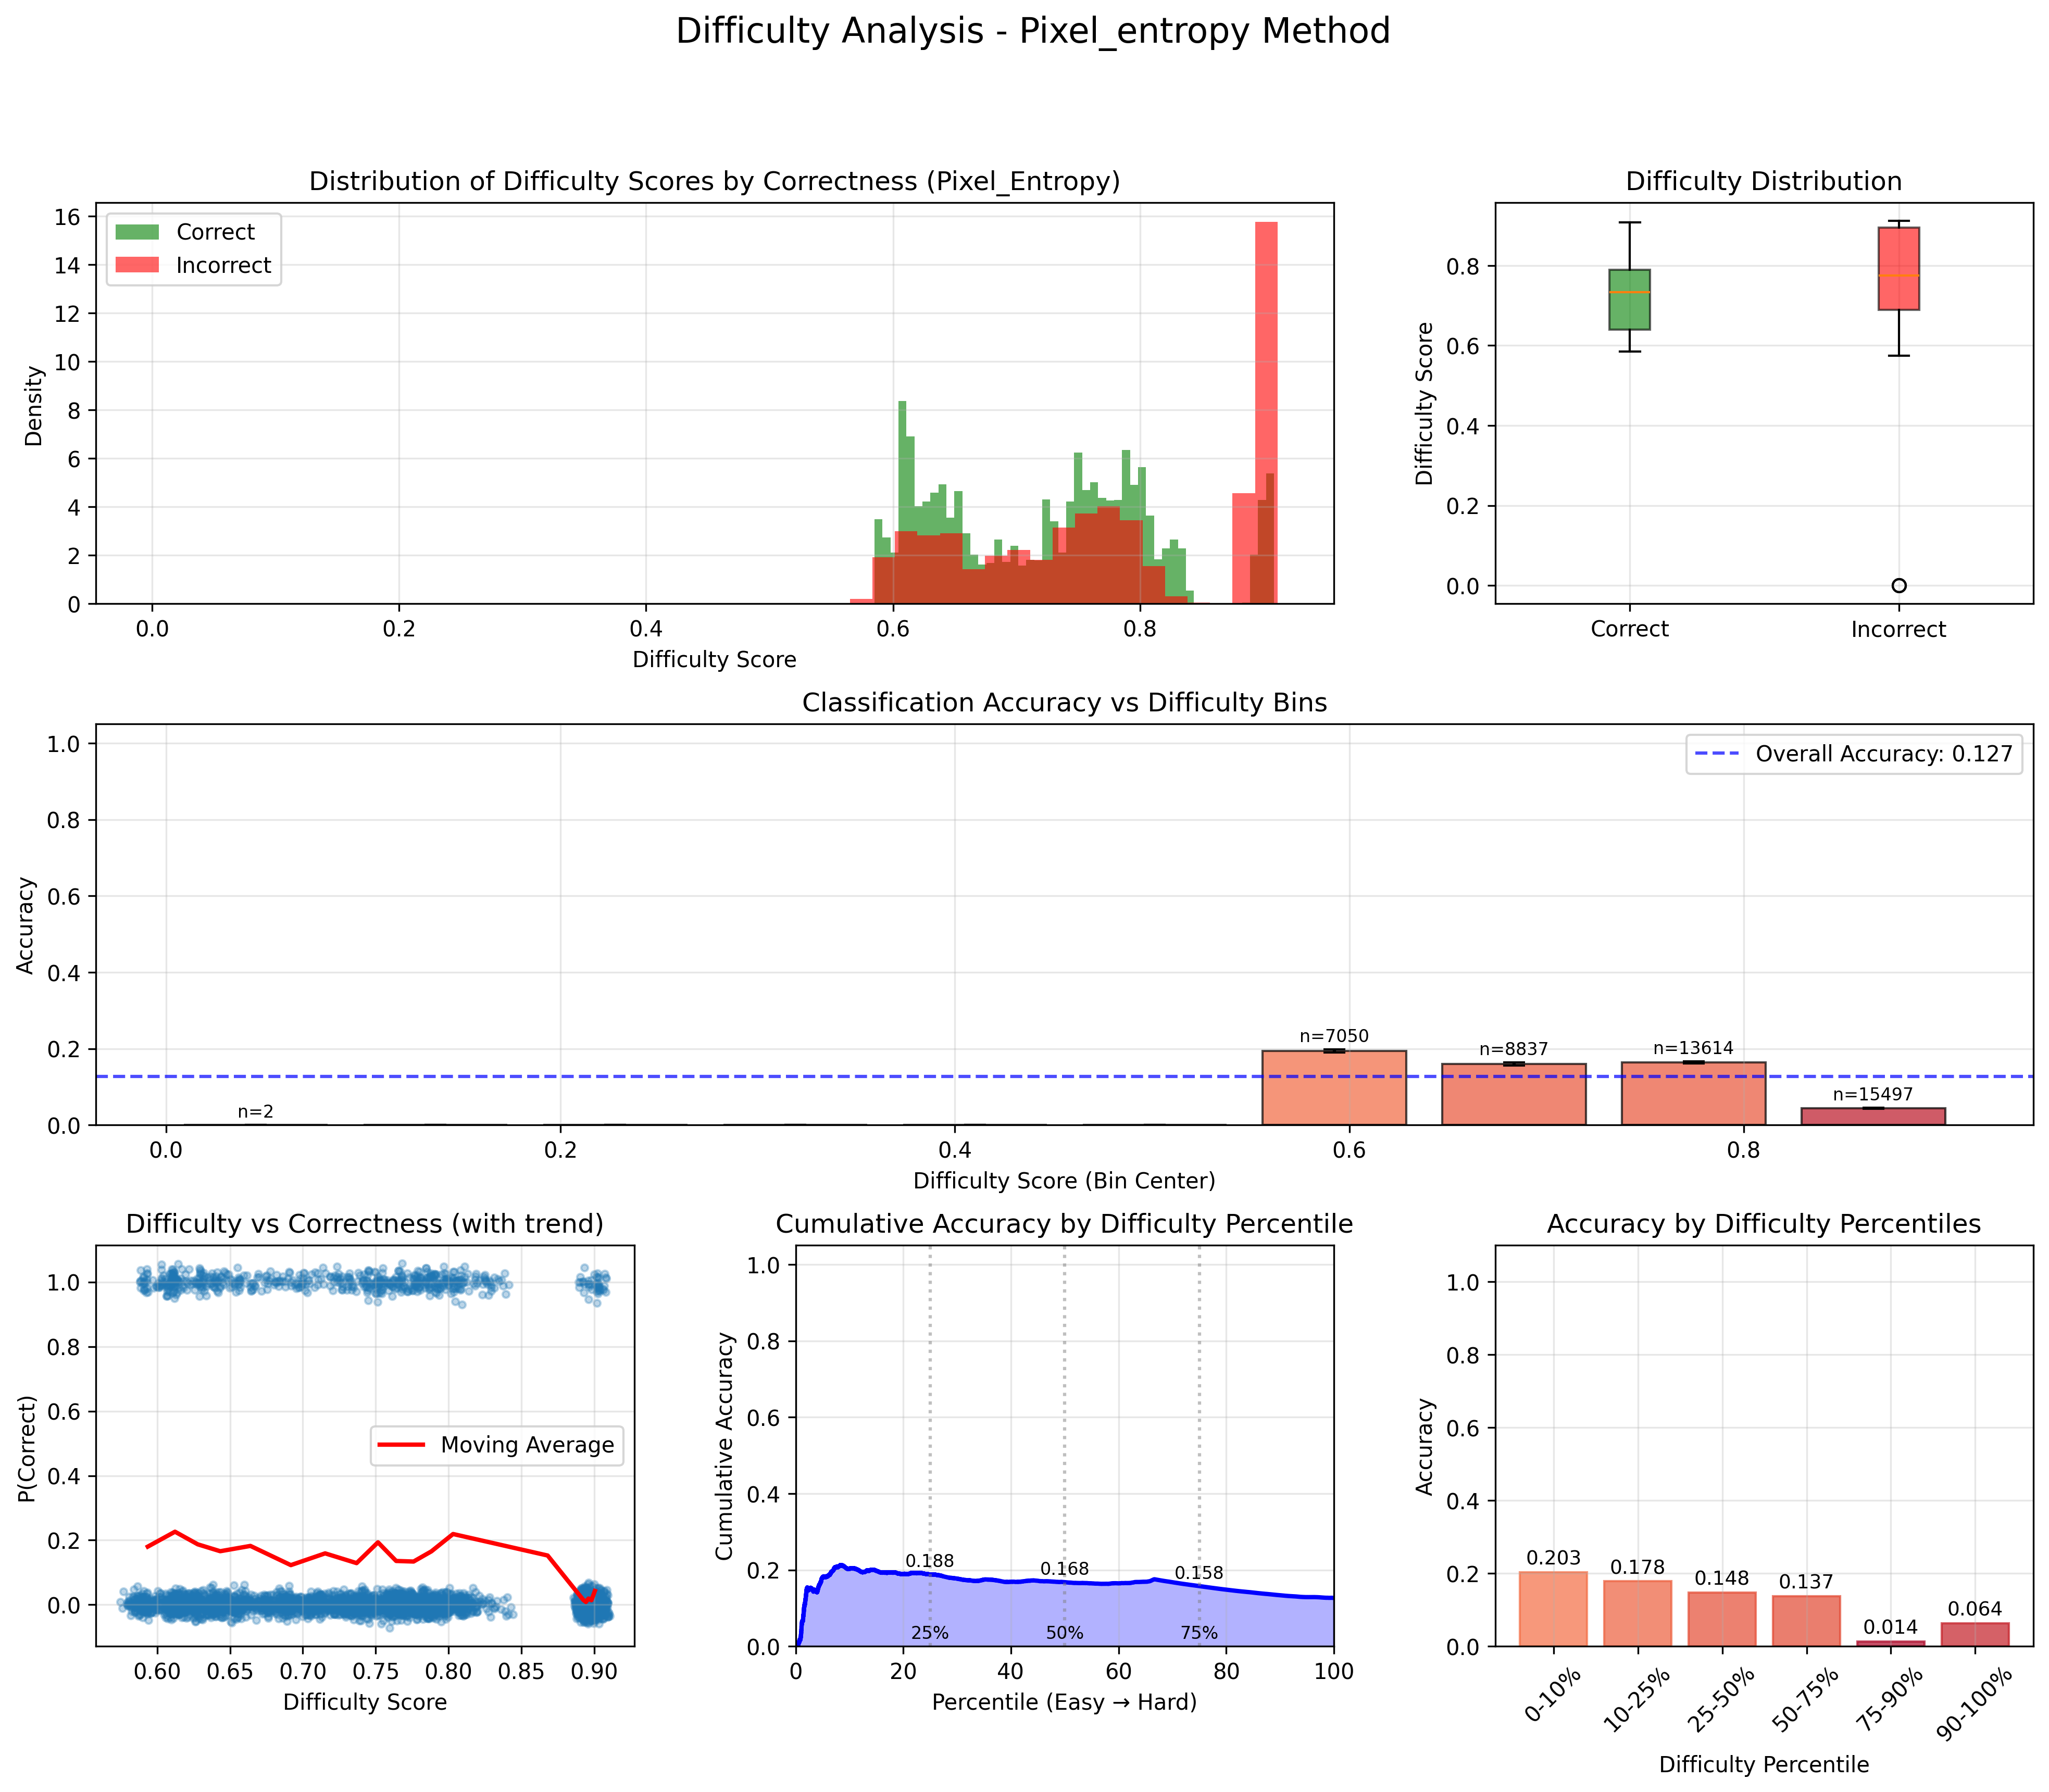 Difficulty Analysis - Pixel_entropy Method
Distribution of Difficulty Scores by Correctness (Pixel_Entropy)
Density
16
14
12
10
8
6
4
2
0
Correct
Incorrect
0.0 0.2 0.4 0.6 0.8
Difficulty Score
Difficulty Distribution
Difficulty Score
0.8
0.6
0.4
0.2
0.0
Correct Incorrect
Classification Accuracy vs Difficulty Bins
Accuracy
1.0
0.8
0.6
0.4
0.2
0.0
Overall Accuracy: 0.127
n=2
n=7050
n=8837
n=13614
n=15497
0.0 0.2 0.4 0.6 0.8
Difficulty Score (Bin Center)
Difficulty vs Correctness (with trend)
P(Correct)
1.0
0.8
0.6
0.4
0.2
0.0
Moving Average
0.60 0.65 0.70 0.75 0.80 0.85 0.90
Difficulty Score
Cumulative Accuracy by Difficulty Percentile
Cumulative Accuracy
1.0
0.8
0.6
0.4
0.2
0.0
0.188
0.168
0.158
25%
50%
75%
0 20 40 60 80 100
Percentile (Easy → Hard)
Accuracy by Difficulty Percentiles
Accuracy
1.0
0.8
0.6
0.4
0.2
0.0
0.203
0.178
0.148
0.137
0.014
0.064
0-10%
10-25%
25-50%
50-75%
75-90%
90-100%
Difficulty Percentile